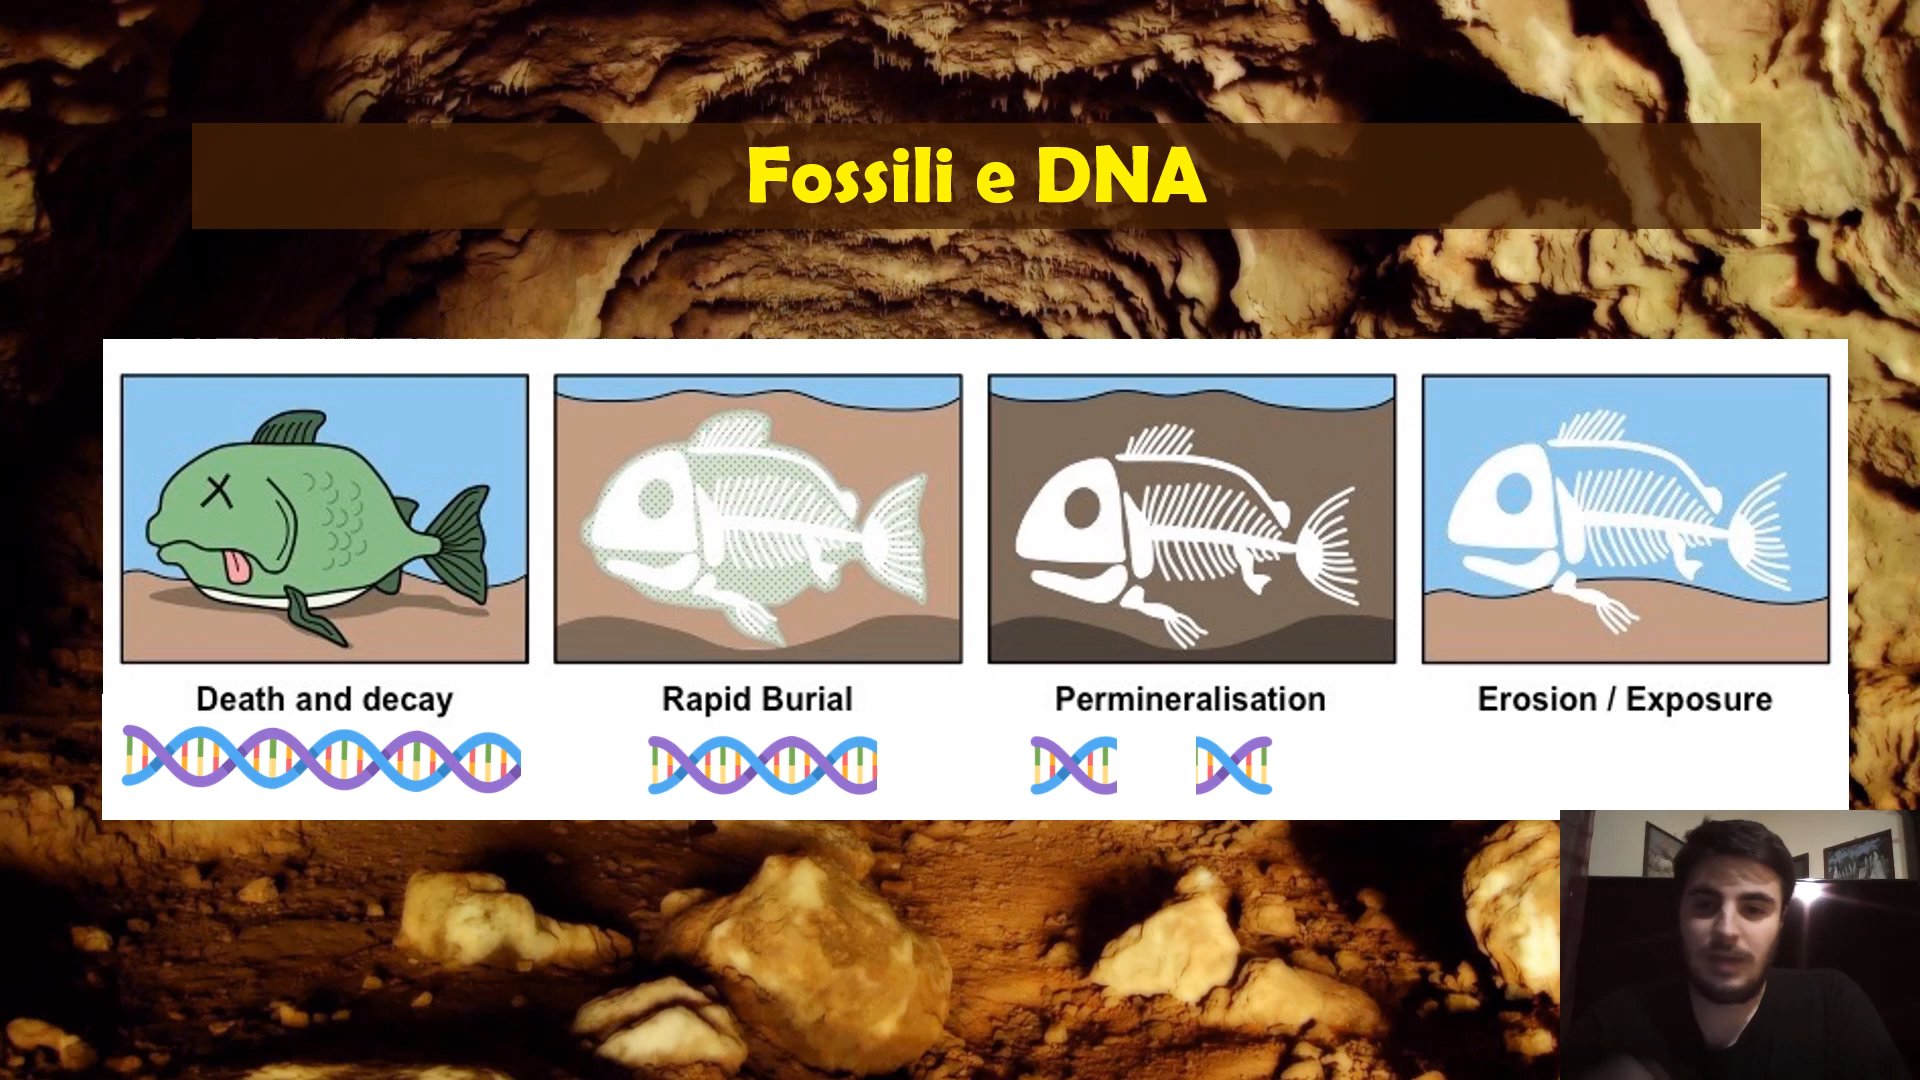 Fossili e DNA
Death and decay
Rapid Burial
Permineralisation
Erosion / Exposure